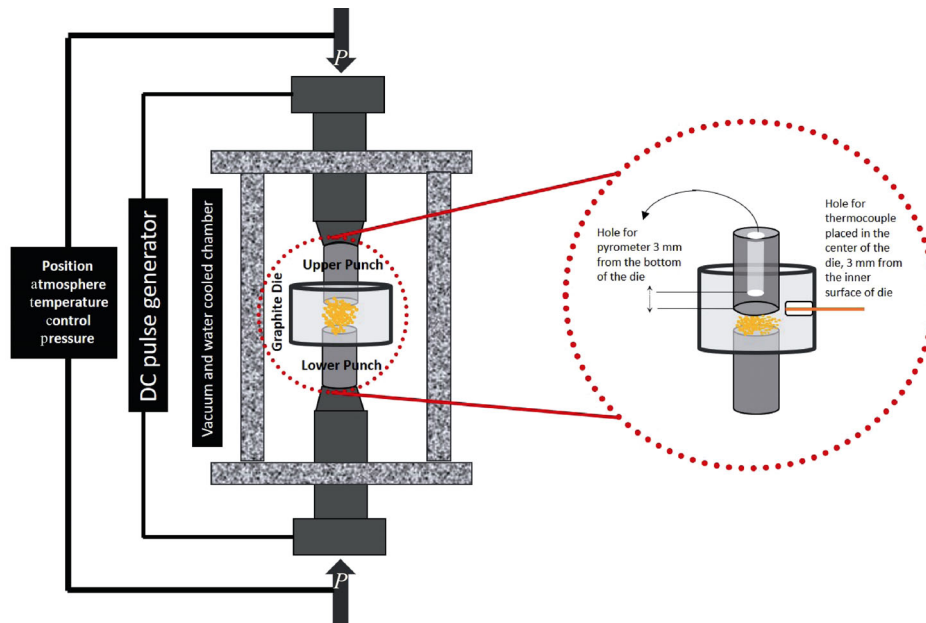 P
Position
atmosphere
temperature
control
pressure
DC pulse generator
Vacuum and water cooled chamber
Graphite Die
Upper Punch
Lower Punch
P
Hole for
pyrometer 3 mm
from the bottom
of the die
Hole for
thermocouple
placed in the
center of the
die, 3 mm from
the inner
surface of die